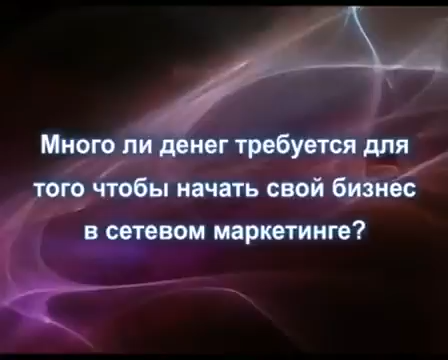 Много ли денег требуется для
того чтобы начать свой бизнес
в сетевом маркетинге?